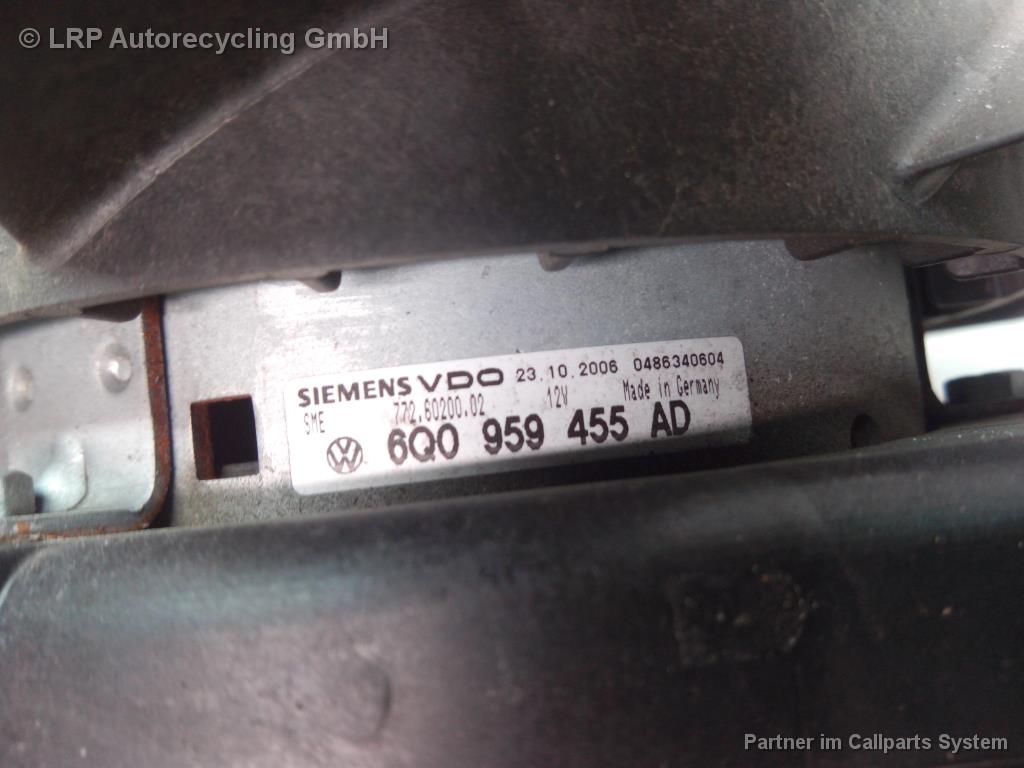 © LRP Autorecycling GmbH
SIEMENS VDO 23.10.2006 0486340604
SME 772.60200.02 12V Made in Germany
6Q0 959 455 AD
Partner im Callparts System